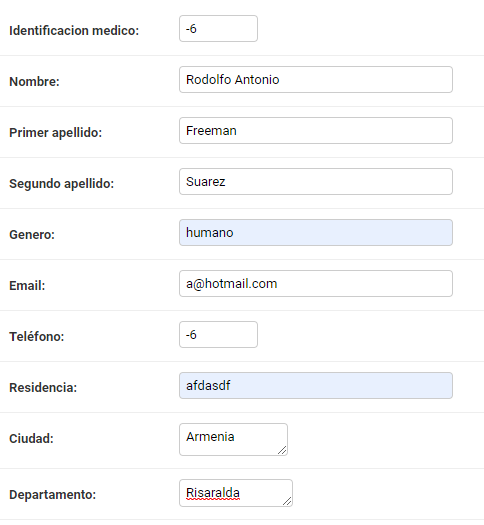 Identificacion medico: -6
Nombre: Rodolfo Antonio
Primer apellido: Freeman
Segundo apellido: Suarez
Genero: humano
Email: a@hotmail.com
Teléfono: -6
Residencia: afdasdf
Ciudad: Armenia
Departamento: Risaralda